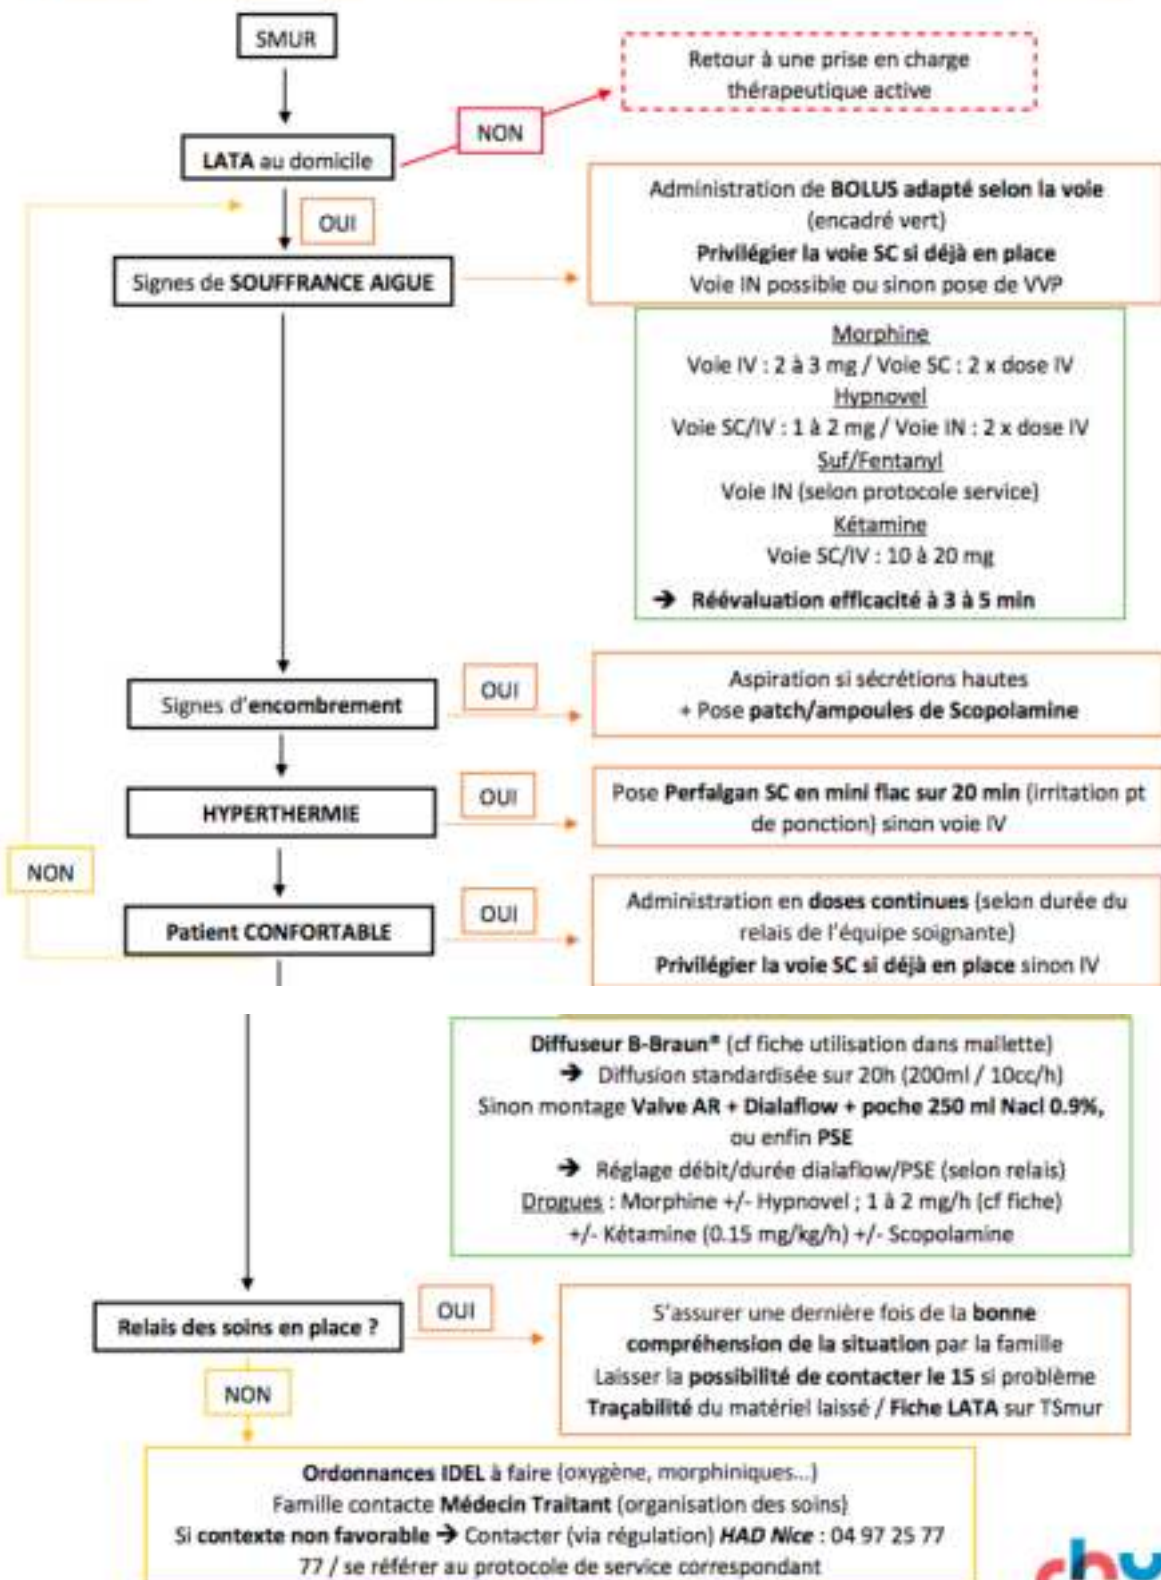 SMUR
Retour à une prise en charge
thérapeutique active
NON
LATA au domicile
OUI
Administration de BOLUS adapté selon la voie
(encadré vert)
Privilégier la voie SC si déjà en place
Voie IN possible ou sinon pose de VVP
Signes de SOUFFRANCE AIGUE
Morphine
Voie IV : 2 à 3 mg / Voie SC : 2 x dose IV
Hypnovel
Voie SC/IV : 1 à 2 mg / Voie IN : 2 x dose IV
Suf/Fentanyl
Voie IN (selon protocole service)
Kétamine
Voie SC/IV : 10 à 20 mg
➔ Réévaluation efficacité à 3 à 5 min
Signes d'encombrement
OUI
Aspiration si sécrétions hautes
+ Pose patch/ampoules de Scopolamine
HYPERTHERMIE
OUI
Pose Perfalgan SC en mini flac sur 20 min (irritation pt
de ponction) sinon voie IV
NON
Patient CONFORTABLE
OUI
Administration en doses continues (selon durée du
relais de l'équipe soignante)
Privilégier la voie SC si déjà en place sinon IV
Diffuseur B-Braun® (cf fiche utilisation dans mallette)
➔ Diffusion standardisée sur 20h (200ml / 10cc/h)
Sinon montage Valve AR + Dialaflow + poche 250 ml Nacl 0.9%,
ou enfin PSE
➔ Réglage débit/durée dialaflow/PSE (selon relais)
Drogues : Morphine +/- Hypnovel ; 1 à 2 mg/h (cf fiche)
+/- Kétamine (0.15 mg/kg/h) +/- Scopolamine
Relais des soins en place ?
OUI
S'assurer une dernière fois de la bonne
compréhension de la situation par la famille
Laisser la possibilité de contacter le 15 si problème
Traçabilité du matériel laissé / Fiche LATA sur TSmur
NON
Ordonnances IDEL à faire (oxygène, morphiniques...)
Famille contacte Médecin Traitant (organisation des soins)
Si contexte non favorable ➔ Contacter (via régulation) HAD Nice : 04 97 25 77
77 / se référer au protocole de service correspondant
chu